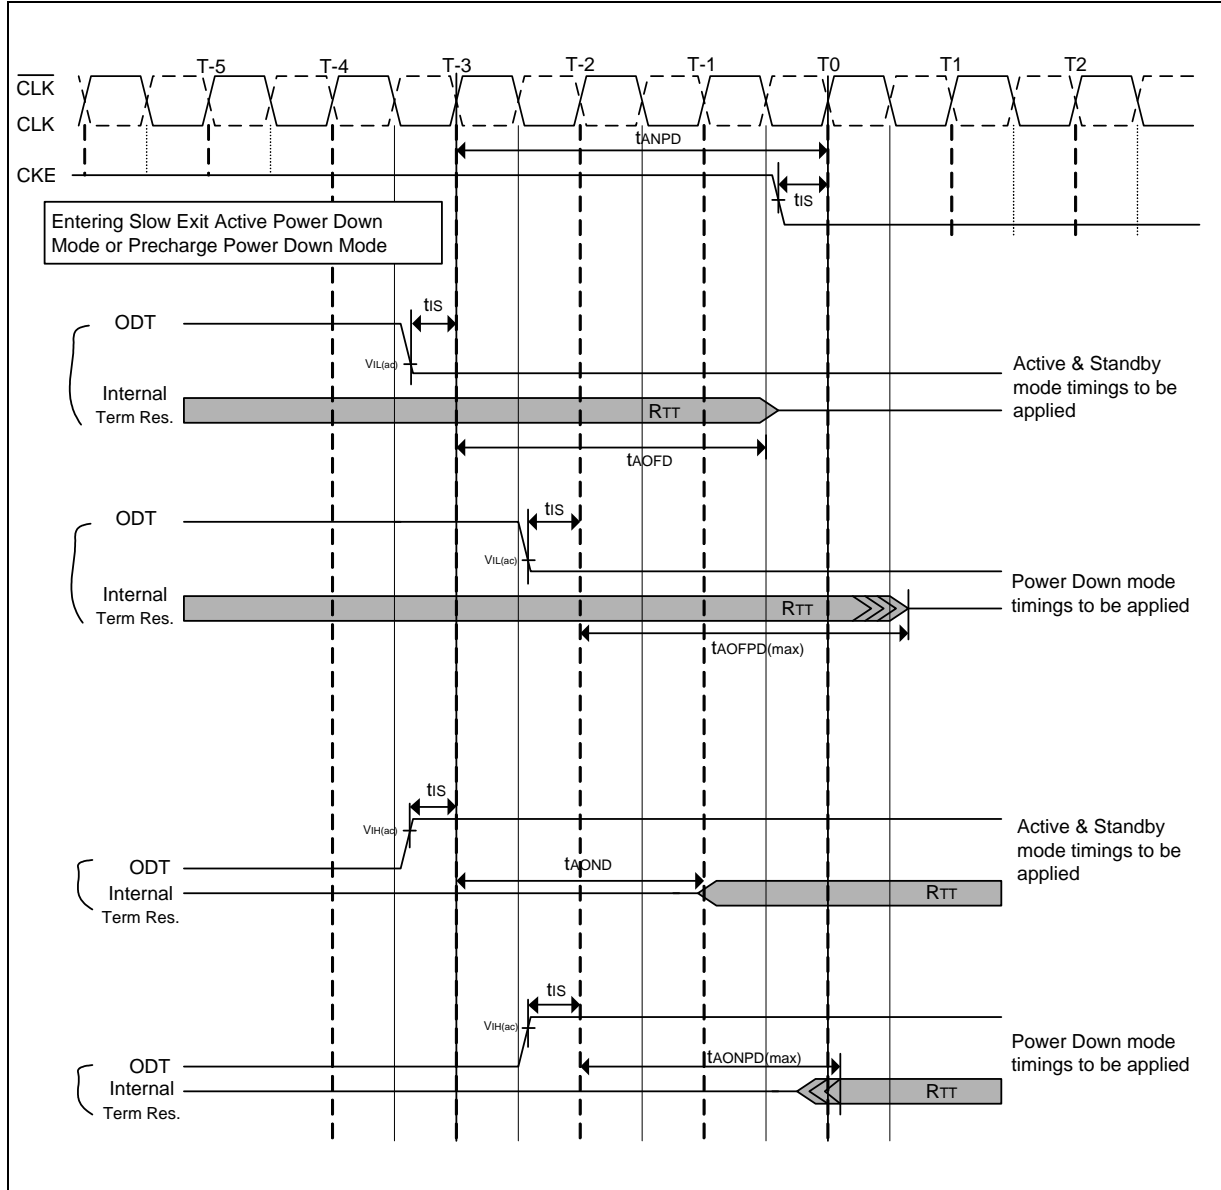 T-5 T-4 T-3 T-2 T-1 T0 T1 T2
CLK
CLK
tANPD
CKE
tIS
Entering Slow Exit Active Power Down
Mode or Precharge Power Down Mode
tIS
ODT
VIL(ac)
Active & Standby
mode timings to be
applied
Internal
Term Res.
RTT
tAOFD
tIS
ODT
VIL(ac)
Power Down mode
timings to be applied
Internal
Term Res.
RTT
tAOFPD(max)
tIS
VIH(ac)
Active & Standby
mode timings to be
applied
ODT
tAOND
Internal
Term Res.
RTT
tIS
VIH(ac)
Power Down mode
timings to be applied
ODT
tAONPD(max)
Internal
Term Res.
RTT